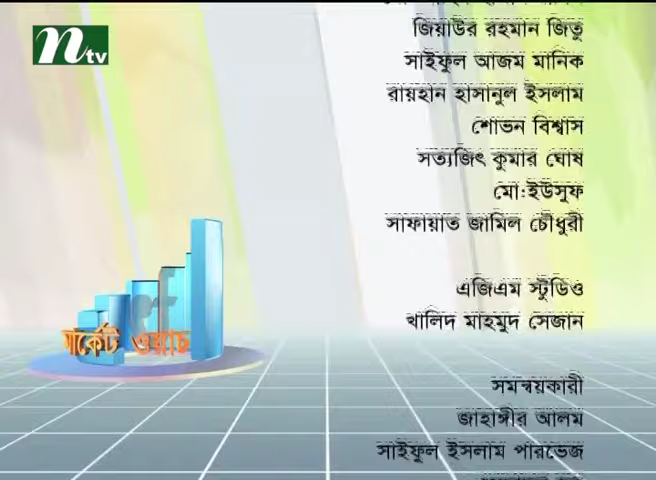 ntv
জিয়াউর রহমান জিতু
সাইফুল আজম মানিক
রায়হান হাসানুল ইসলাম
শোভন বিশ্বাস
সত্যজিৎ কুমার ঘোষ
মো:ইউসুফ
সাফায়াত জামিল চৌধুরী
এজিএম স্টুডিও
খালিদ মাহমুদ সেজান
মার্কেট ওয়াচ
সমন্বয়কারী
জাহাঙ্গীর আলম
সাইফুল ইসলাম পারভেজ